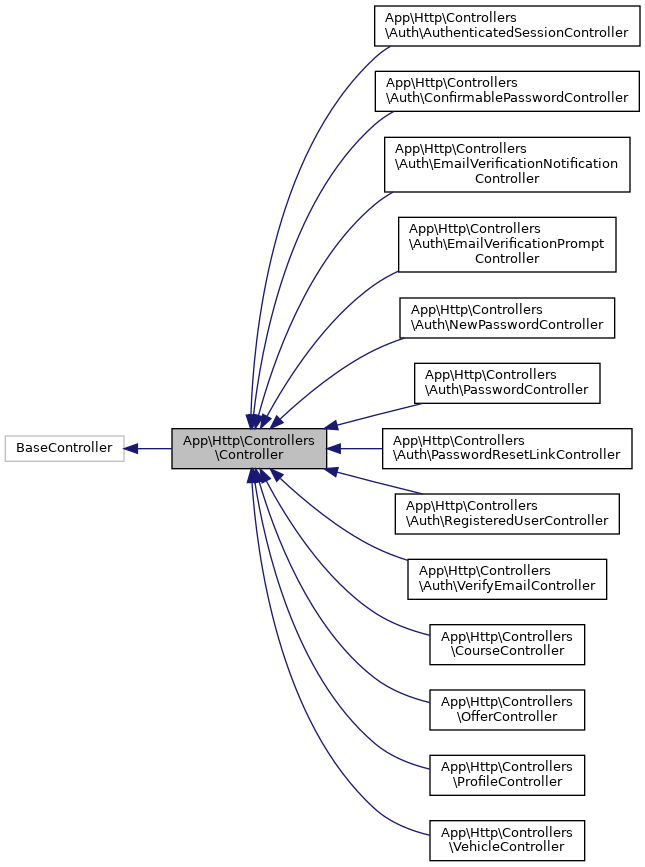 App\Http\Controllers
\Auth\AuthenticatedSessionController
App\Http\Controllers
\Auth\ConfirmablePasswordController
App\Http\Controllers
\Auth\EmailVerificationNotification
Controller
App\Http\Controllers
\Auth\EmailVerificationPrompt
Controller
App\Http\Controllers
\Auth\NewPasswordController
App\Http\Controllers
\Auth\PasswordController
BaseController
App\Http\Controllers
\Controller
App\Http\Controllers
\Auth\PasswordResetLinkController
App\Http\Controllers
\Auth\RegisteredUserController
App\Http\Controllers
\Auth\VerifyEmailController
App\Http\Controllers
\CourseController
App\Http\Controllers
\OfferController
App\Http\Controllers
\ProfileController
App\Http\Controllers
\VehicleController